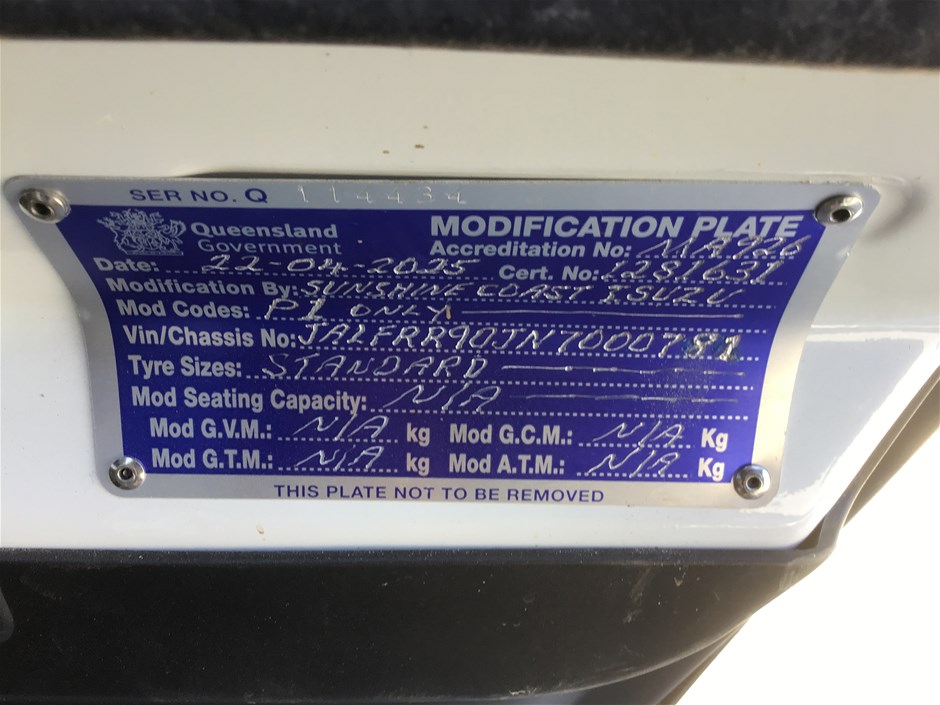 SER NO. Q 114434
Queensland Government
MODIFICATION PLATE
Accreditation No: MA926
Date: 22-04-2025 Cert. No: 1281631
Modification By: SUNSHINE COAST ISUZU
Mod Codes: P1 ONLY
Vin/Chassis No: JALFRR90JN7000781
Tyre Sizes: STANDARD
Mod Seating Capacity: N/A
Mod G.V.M.: N/A kg Mod G.C.M.: N/A Kg
Mod G.T.M.: N/A kg Mod A.T.M.: N/A Kg
THIS PLATE NOT TO BE REMOVED